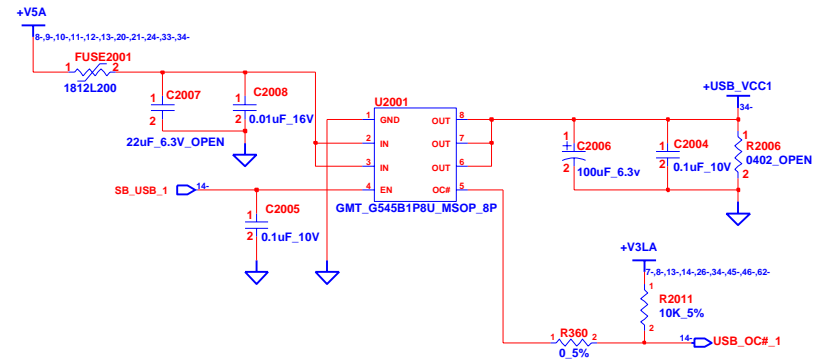 +V5A
8-,9-,10-,11-,12-,13-,20-,21-,24-,33-,34-
FUSE2001
1 2
1812L200
1 C2007
2
22uF_6.3V_OPEN
1 C2008
2 0.01uF_16V
U2001
1 GND OUT 8
2 IN OUT 7
3 IN OUT 6
4 EN OC# 5
GMT_G545B1P8U_MSOP_8P
SB_USB_1 14-
1 C2005
2 0.1uF_10V
+USB_VCC1
34-
1 + C2006
2 100uF_6.3v
1 C2004
2 0.1uF_10V
1 R2006
0402_OPEN
2
+V3LA
7-,8-,13-,14-,26-,34-,45-,46-,62-
1 R2011
10K_5%
2
R360
1 2
0_5%
14- USB_OC#_1